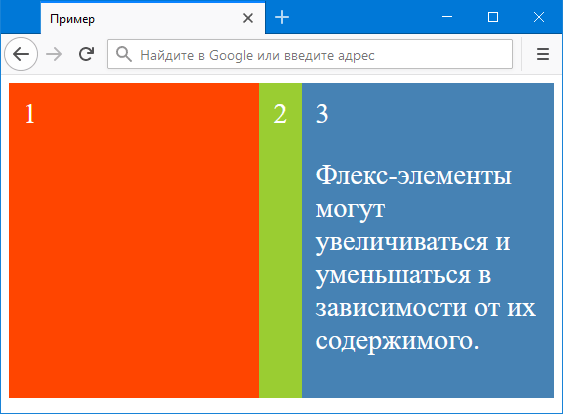 Пример
Найдите в Google или введите адрес
1
2
3
Флекс-элементы
могут
увеличиваться и
уменьшаться в
зависимости от их
содержимого.